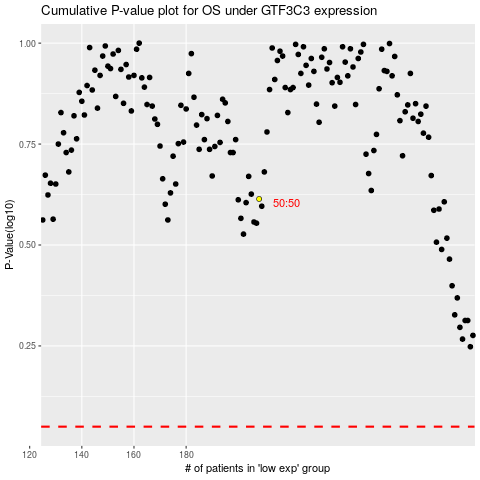 Cumulative P-value plot for OS under GTF3C3 expression
1.00
0.75
0.50
0.25
P-Value(log10)
50:50
120 140 160 180
# of patients in 'low exp' group